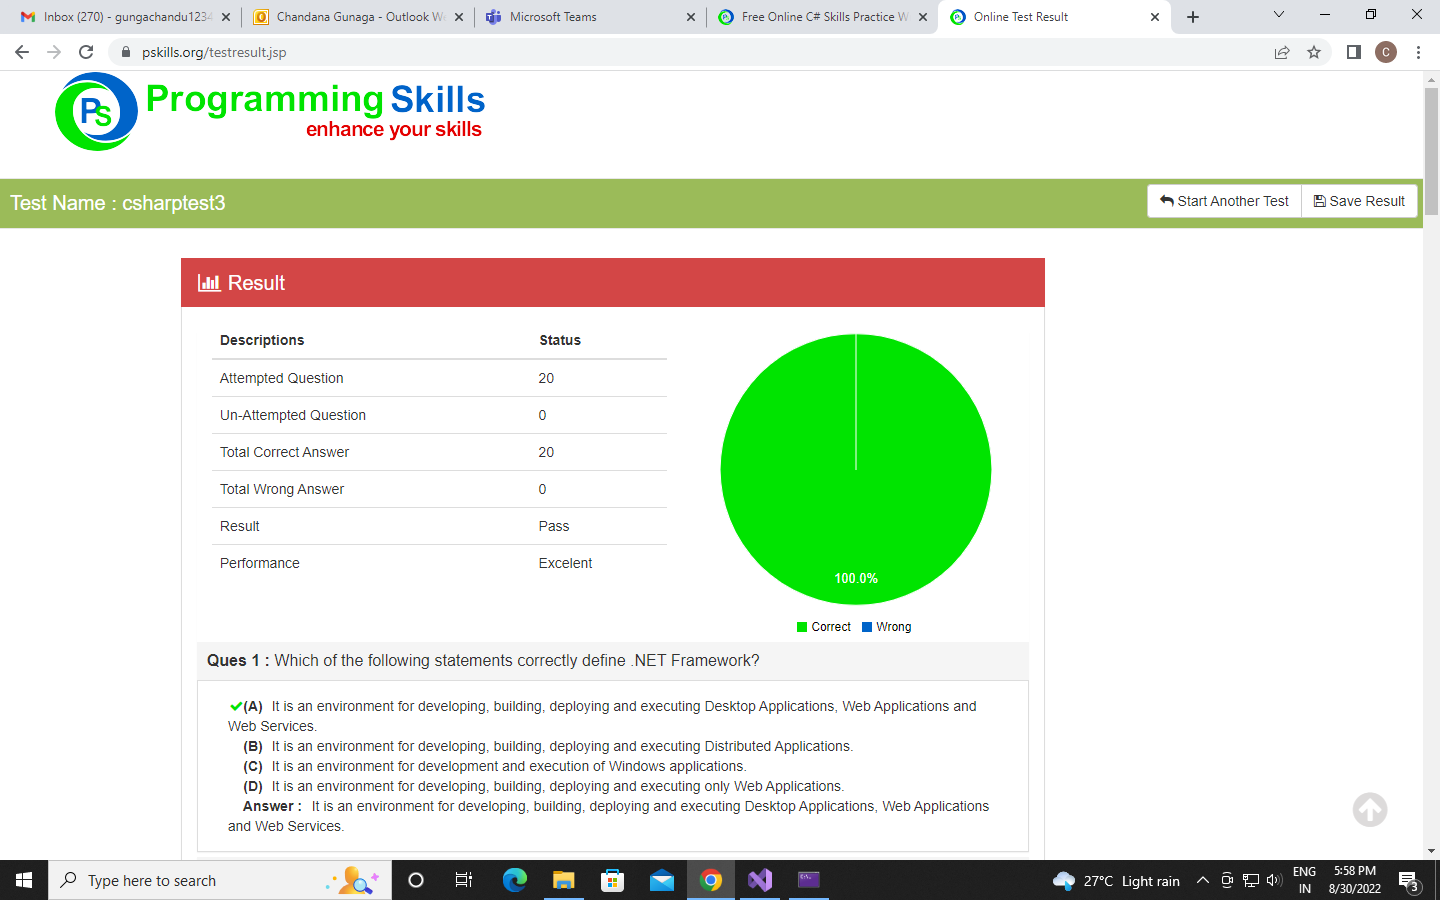 Inbox (270) - gungachandu1234
Chandana Gunaga - Outlook We
Microsoft Teams
Free Online C# Skills Practice W
Online Test Result
pskills.org/testresult.jsp
C
PS
Programming Skills
enhance your skills
Test Name : csharptest3
Start Another Test
Save Result
Result
Descriptions Status
Attempted Question 20
Un-Attempted Question 0
Total Correct Answer 20
Total Wrong Answer 0
Result Pass
Performance Excelent
100.0%
Correct Wrong
Ques 1 : Which of the following statements correctly define .NET Framework?
(A) It is an environment for developing, building, deploying and executing Desktop Applications, Web Applications and
Web Services.
(B) It is an environment for developing, building, deploying and executing Distributed Applications.
(C) It is an environment for development and execution of Windows applications.
(D) It is an environment for developing, building, deploying and executing only Web Applications.
Answer : It is an environment for developing, building, deploying and executing Desktop Applications, Web Applications
and Web Services.
Type here to search
27°C Light rain
ENG
IN
5:58 PM
8/30/2022
3